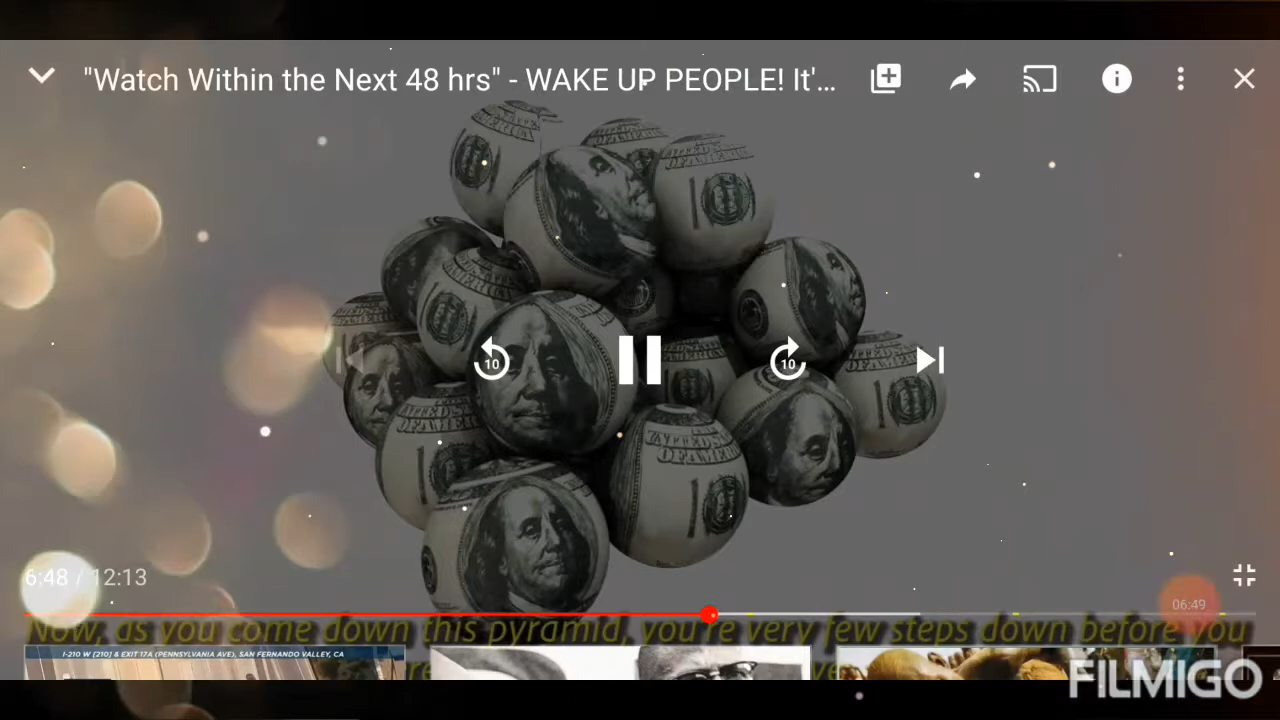 "Watch Within the Next 48 hrs" - WAKE UP PEOPLE! It'...
10
10
6:48 / 12:13
06:49
Now, as you come down this pyramid, you're very few steps down before you
I-210 W [210] & EXIT 17A (PENNSYLVANIA AVE), SAN FERNANDO VALLEY, CA
FILMIGO